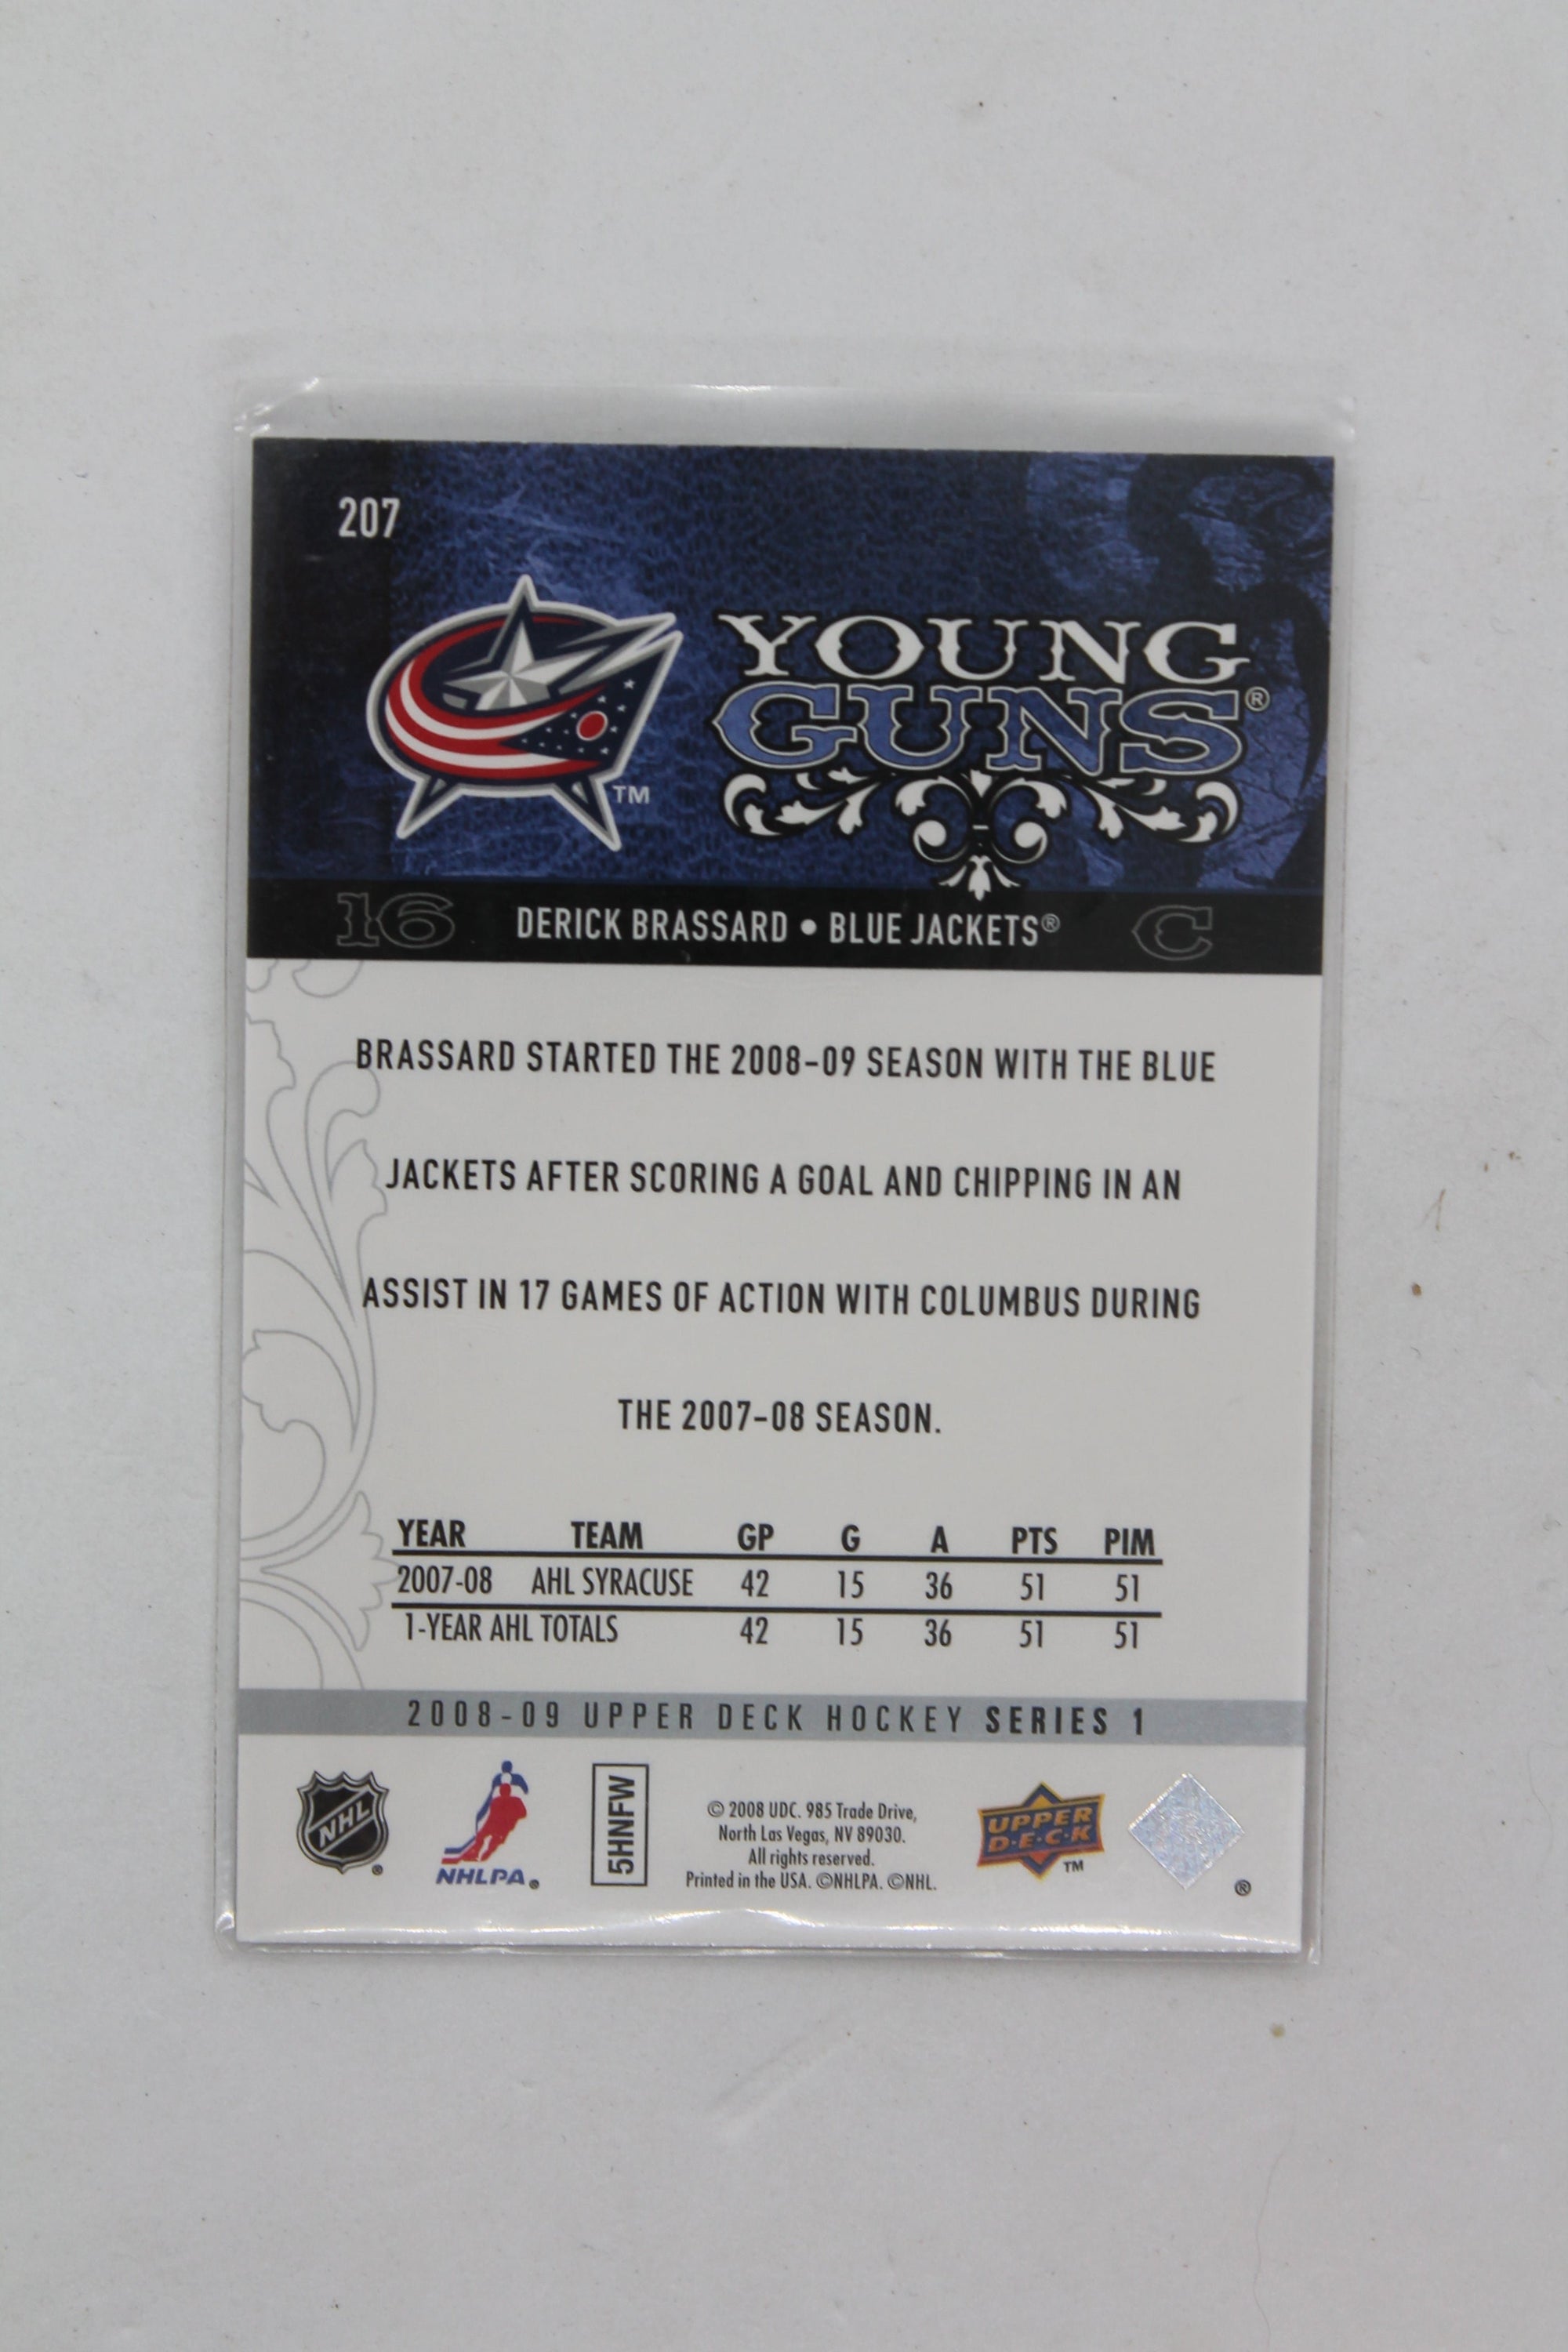 207
YOUNG
GUNS®
TM
16 DERICK BRASSARD • BLUE JACKETS® C
BRASSARD STARTED THE 2008-09 SEASON WITH THE BLUE
JACKETS AFTER SCORING A GOAL AND CHIPPING IN AN
ASSIST IN 17 GAMES OF ACTION WITH COLUMBUS DURING
THE 2007-08 SEASON.
YEAR TEAM GP G A PTS PIM
2007-08 AHL SYRACUSE 42 15 36 51 51
1-YEAR AHL TOTALS 42 15 36 51 51
2008-09 UPPER DECK HOCKEY SERIES 1
NHL®
NHLPA®
5HNFW
© 2008 UDC. 985 Trade Drive,
North Las Vegas, NV 89030.
All rights reserved.
Printed in the USA. ©NHLPA. ©NHL.
UPPER
D·E·C·K
TM
®